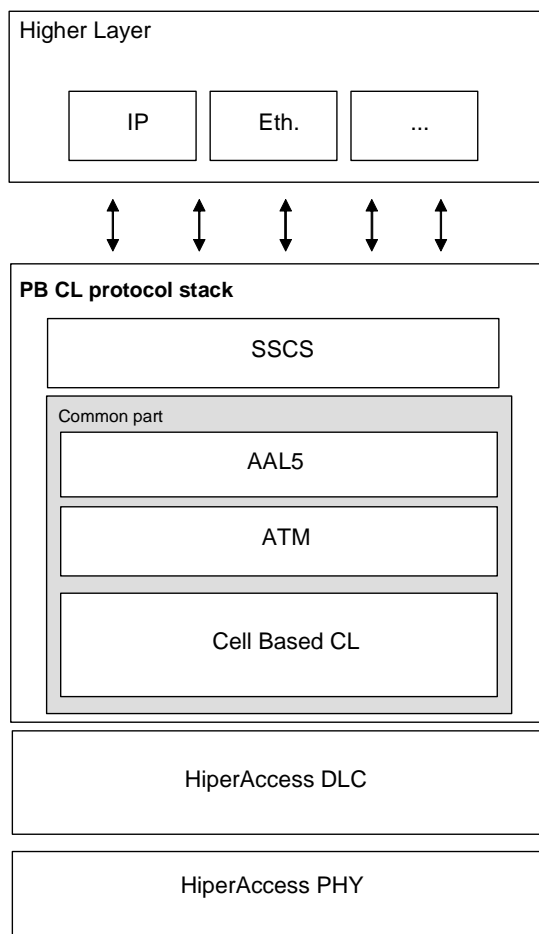 Higher Layer
IP
Eth.
...
PB CL protocol stack
SSCS
Common part
AAL5
ATM
Cell Based CL
HiperAccess DLC
HiperAccess PHY